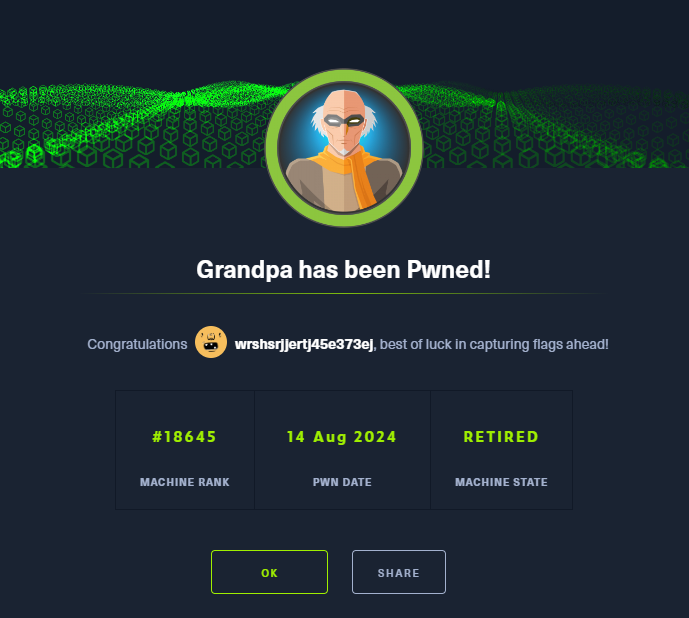 Grandpa has been Pwned!
Congratulations wrshsrjjertj45e373ej, best of luck in capturing flags ahead!
#18645 14 Aug 2024 RETIRED
MACHINE RANK PWN DATE MACHINE STATE
OK SHARE